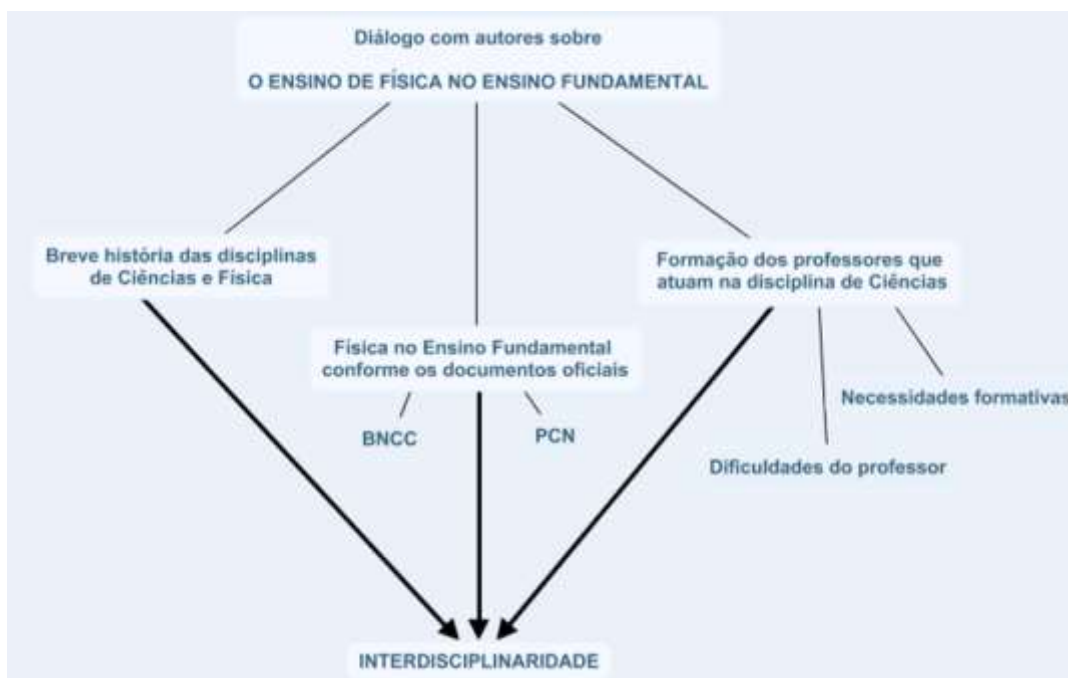 Diálogo com autores sobre
O ENSINO DE FÍSICA NO ENSINO FUNDAMENTAL
Breve história das disciplinas
de Ciências e Física
Formação dos professores que
atuam na disciplina de Ciências
Física no Ensino Fundamental
conforme os documentos oficiais
Necessidades formativas
BNCC
PCN
Dificuldades do professor
INTERDISCIPLINARIDADE